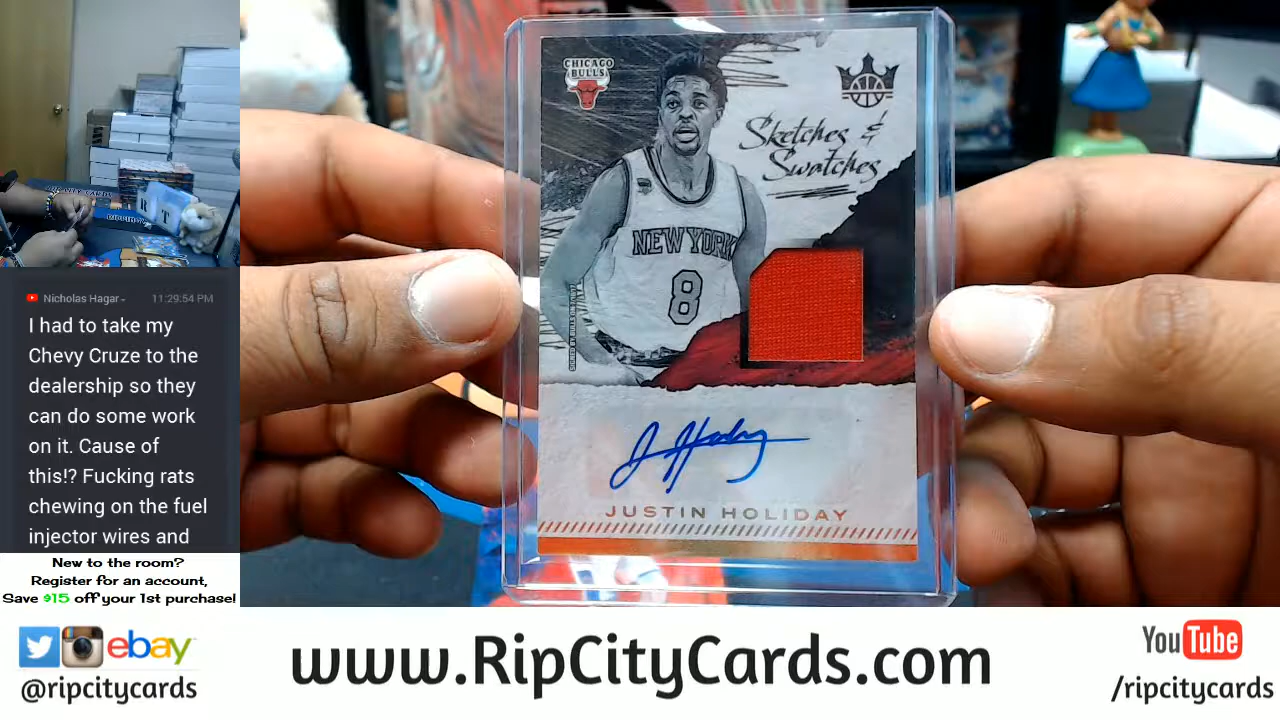 Nicholas Hagar- 11:29:54 PM
I had to take my
Chevy Cruze to the
dealership so they
can do some work
on it. Cause of
this!? Fucking rats
chewing on the fuel
injector wires and
New to the room?
Register for an account,
Save $15 off your 1st purchase!
ebay
@ripcitycards
www.RipCityCards.com
YouTube
/ripcitycards
CHICAGO
BULLS
Sketches &
Swatches
NEW YORK
8
J Holiday
JUSTIN HOLIDAY
R T